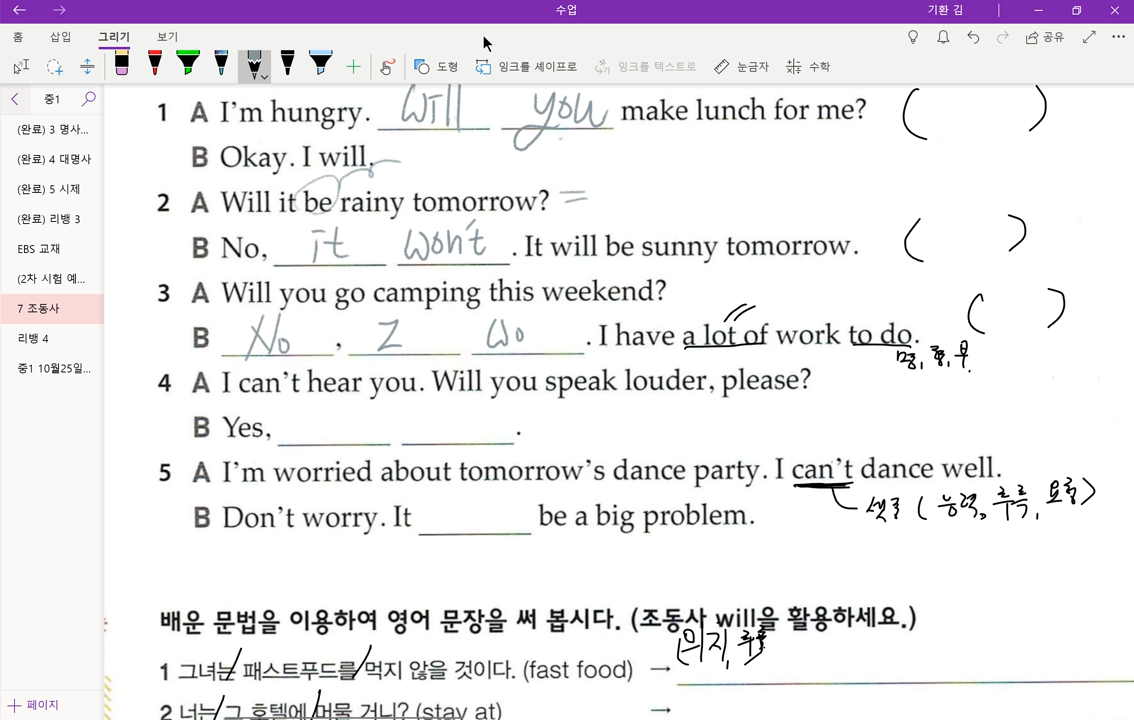 수업
기환 김
홈 삽입 그리기 보기
공유
도형 잉크를 셰이프로 잉크를 텍스트로 눈금자 수학
중1
(완료) 3 명사...
(완료) 4 대명사
(완료) 5 시제
(완료) 리뱅 3
EBS 교재
(2차 시험 예...
7 조동사
리뱅 4
중1 10월25일...
페이지
1 A I'm hungry. will you make lunch for me? ( )
B Okay. I will.
2 A Will it be rainy tomorrow? =
B No, it won't. It will be sunny tomorrow. ( )
3 A Will you go camping this weekend? ( )
B No, I wo . I have a lot of work to do.
명, 형, 부
4 A I can't hear you. Will you speak louder, please?
B Yes, .
5 A I'm worried about tomorrow's dance party. I can't dance well.
(능력, 추측, 요청)
B Don't worry. It be a big problem.
배운 문법을 이용하여 영어 문장을 써 봅시다. (조동사 will을 활용하세요.)
(의지,
1 그녀는 / 패스트푸드를 / 먹지 않을 것이다. (fast food) →
2 너는 / 그 호텔에 / 머물 거니? (stay at) →